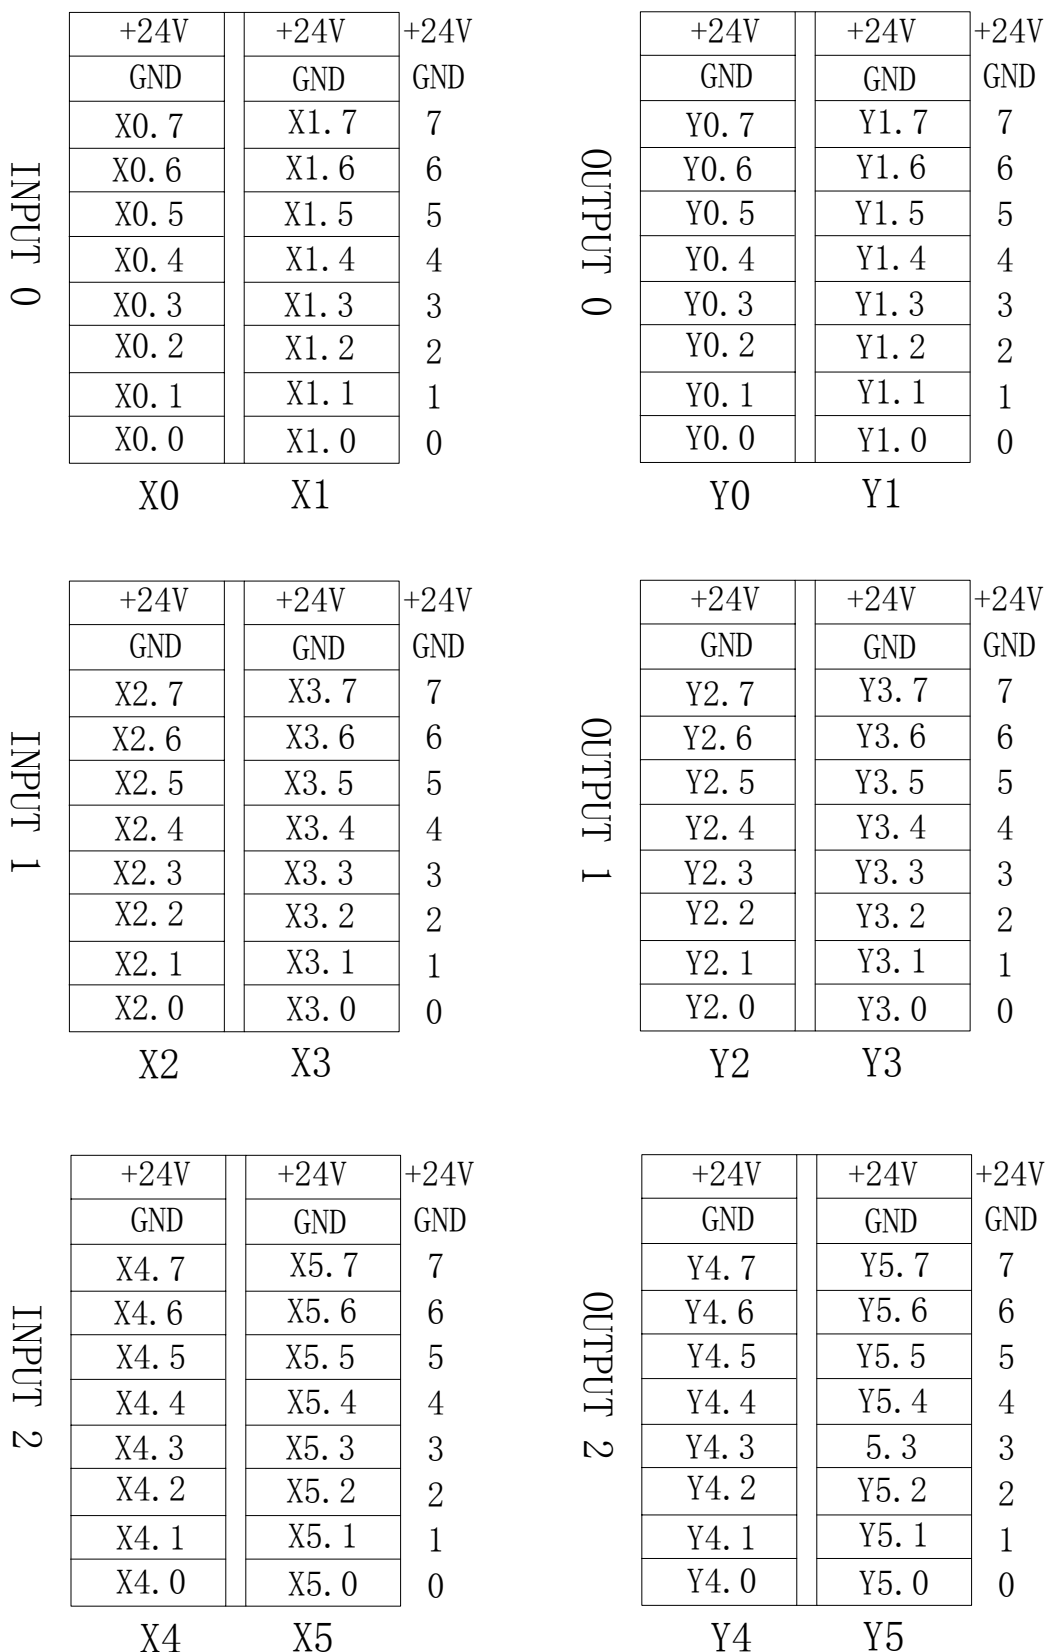 INPUT 0
+24V +24V +24V
GND GND GND
X0.7 X1.7 7
X0.6 X1.6 6
X0.5 X1.5 5
X0.4 X1.4 4
X0.3 X1.3 3
X0.2 X1.2 2
X0.1 X1.1 1
X0.0 X1.0 0
X0 X1
OUTPUT 0
+24V +24V +24V
GND GND GND
Y0.7 Y1.7 7
Y0.6 Y1.6 6
Y0.5 Y1.5 5
Y0.4 Y1.4 4
Y0.3 Y1.3 3
Y0.2 Y1.2 2
Y0.1 Y1.1 1
Y0.0 Y1.0 0
Y0 Y1
INPUT 1
+24V +24V +24V
GND GND GND
X2.7 X3.7 7
X2.6 X3.6 6
X2.5 X3.5 5
X2.4 X3.4 4
X2.3 X3.3 3
X2.2 X3.2 2
X2.1 X3.1 1
X2.0 X3.0 0
X2 X3
OUTPUT 1
+24V +24V +24V
GND GND GND
Y2.7 Y3.7 7
Y2.6 Y3.6 6
Y2.5 Y3.5 5
Y2.4 Y3.4 4
Y2.3 Y3.3 3
Y2.2 Y3.2 2
Y2.1 Y3.1 1
Y2.0 Y3.0 0
Y2 Y3
INPUT 2
+24V +24V +24V
GND GND GND
X4.7 X5.7 7
X4.6 X5.6 6
X4.5 X5.5 5
X4.4 X5.4 4
X4.3 X5.3 3
X4.2 X5.2 2
X4.1 X5.1 1
X4.0 X5.0 0
X4 X5
OUTPUT 2
+24V +24V +24V
GND GND GND
Y4.7 Y5.7 7
Y4.6 Y5.6 6
Y4.5 Y5.5 5
Y4.4 Y5.4 4
Y4.3 5.3 3
Y4.2 Y5.2 2
Y4.1 Y5.1 1
Y4.0 Y5.0 0
Y4 Y5